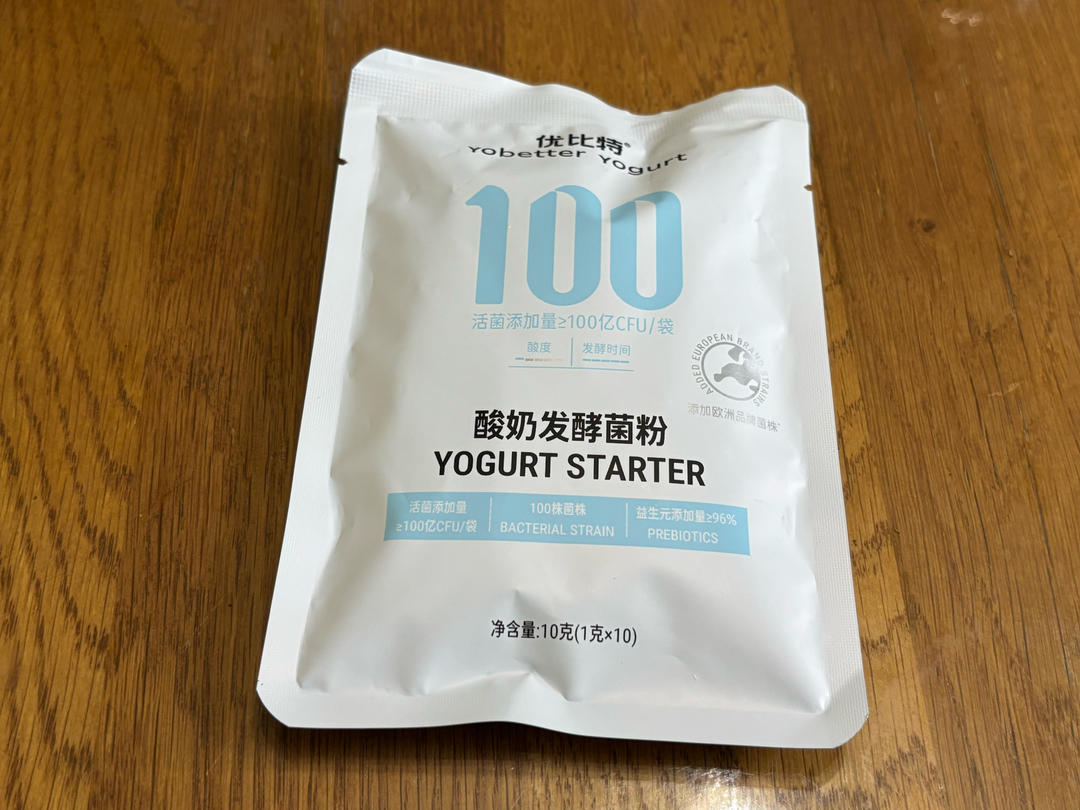 优比特®
Yobetter Yogurt
100
活菌添加量≥100亿CFU/袋
酸度
发酵时间
ADDED EUROPEAN BRAND STRAINS
添加欧洲品牌菌株*
酸奶发酵菌粉
YOGURT STARTER
活菌添加量
≥100亿CFU/袋
100株菌株
BACTERIAL STRAIN
益生元添加量≥96%
PREBIOTICS
净含量:10克(1克×10)